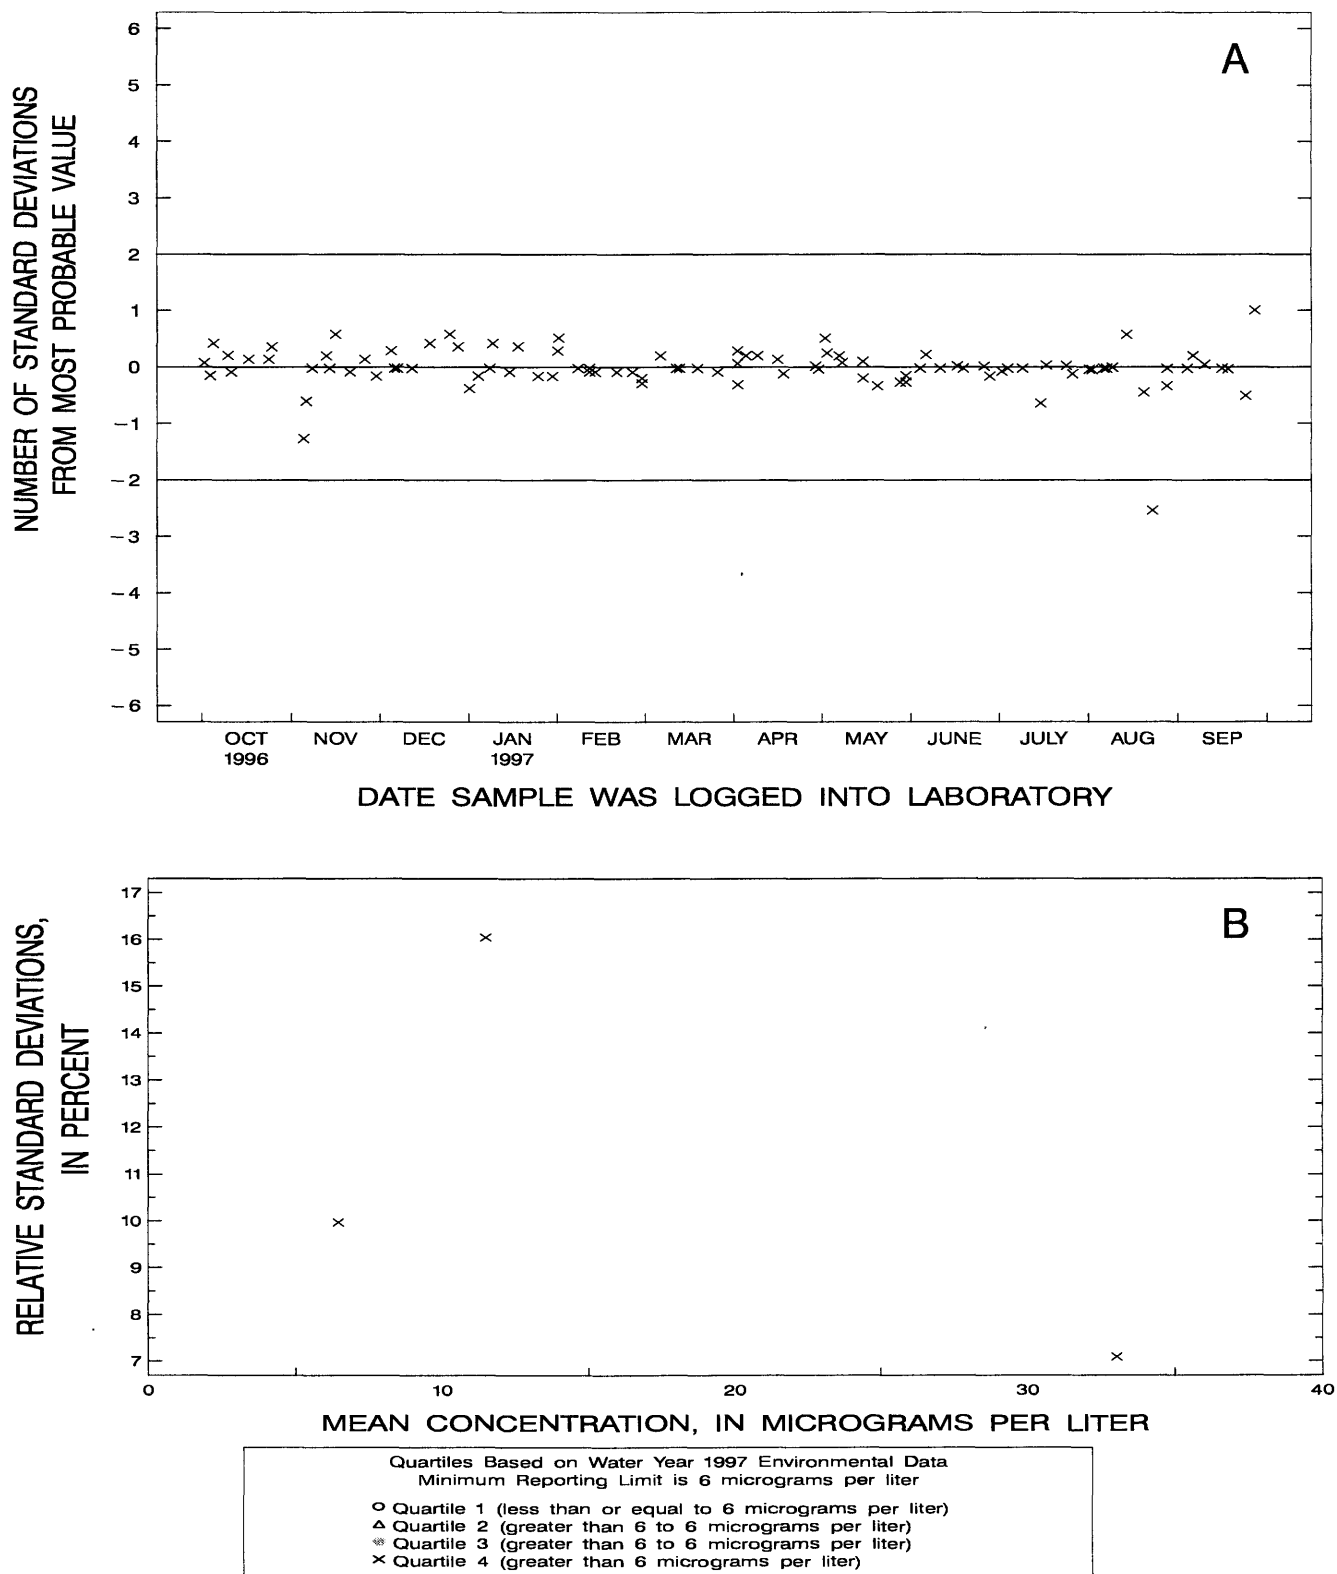 A
NUMBER OF STANDARD DEVIATIONS
FROM MOST PROBABLE VALUE
6
5
4
3
2
1
0
-1
-2
-3
-4
-5
-6
OCT NOV DEC JAN FEB MAR APR MAY JUNE JULY AUG SEP
1996 1997
DATE SAMPLE WAS LOGGED INTO LABORATORY
B
RELATIVE STANDARD DEVIATIONS,
IN PERCENT
17
16
15
14
13
12
11
10
9
8
7
0 10 20 30 40
MEAN CONCENTRATION, IN MICROGRAMS PER LITER
Quartiles Based on Water Year 1997 Environmental Data
Minimum Reporting Limit is 6 micrograms per liter
Quartile 1 (less than or equal to 6 micrograms per liter)
Quartile 2 (greater than 6 to 6 micrograms per liter)
Quartile 3 (greater than 6 to 6 micrograms per liter)
Quartile 4 (greater than 6 micrograms per liter)